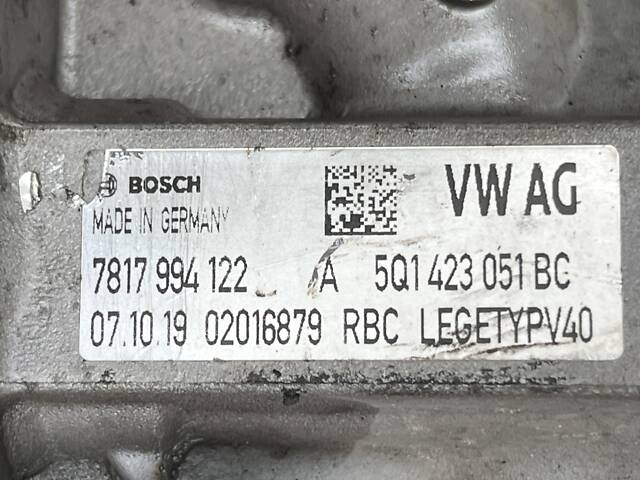 BOSCH VW AG
MADE IN GERMANY
7817 994 122 A 5Q1 423 051 BC
07.10.19 02016879 RBC LEGETYPV40